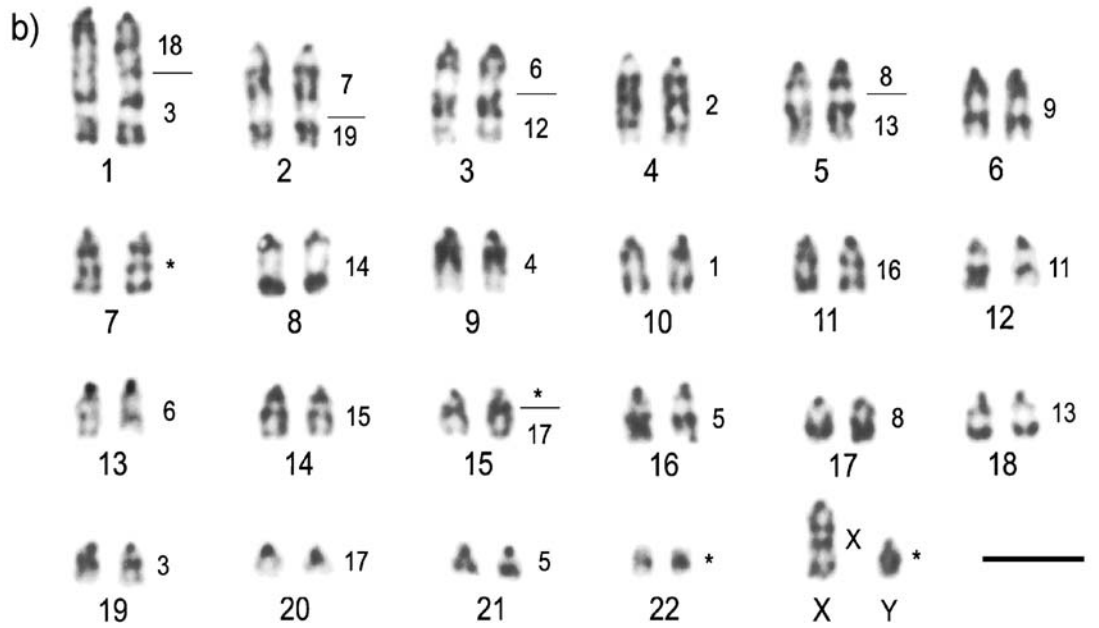 b)
18 7 6 2 8 9
3 19 12 13
1 2 3 4 5 6
* 14 4 1 16 11
7 8 9 10 11 12
6 15 * 5 8 13
17
13 14 15 16 17 18
3 17 5 * X *
19 20 21 22 X Y